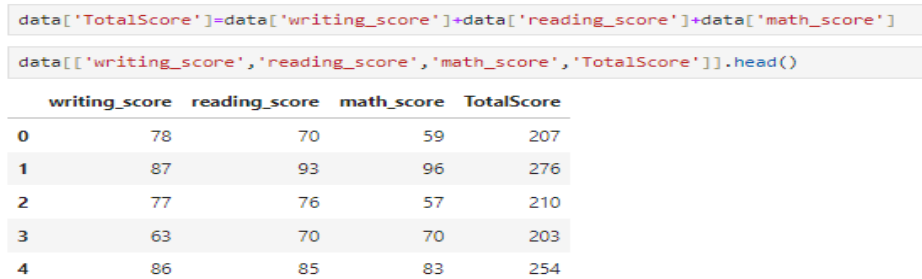 data['TotalScore']=data['writing_score']+data['reading_score']+data['math_score']
data[['writing_score','reading_score','math_score','TotalScore']].head()
writing_score reading_score math_score TotalScore
0 78 70 59 207
1 87 93 96 276
2 77 76 57 210
3 63 70 70 203
4 86 85 83 254